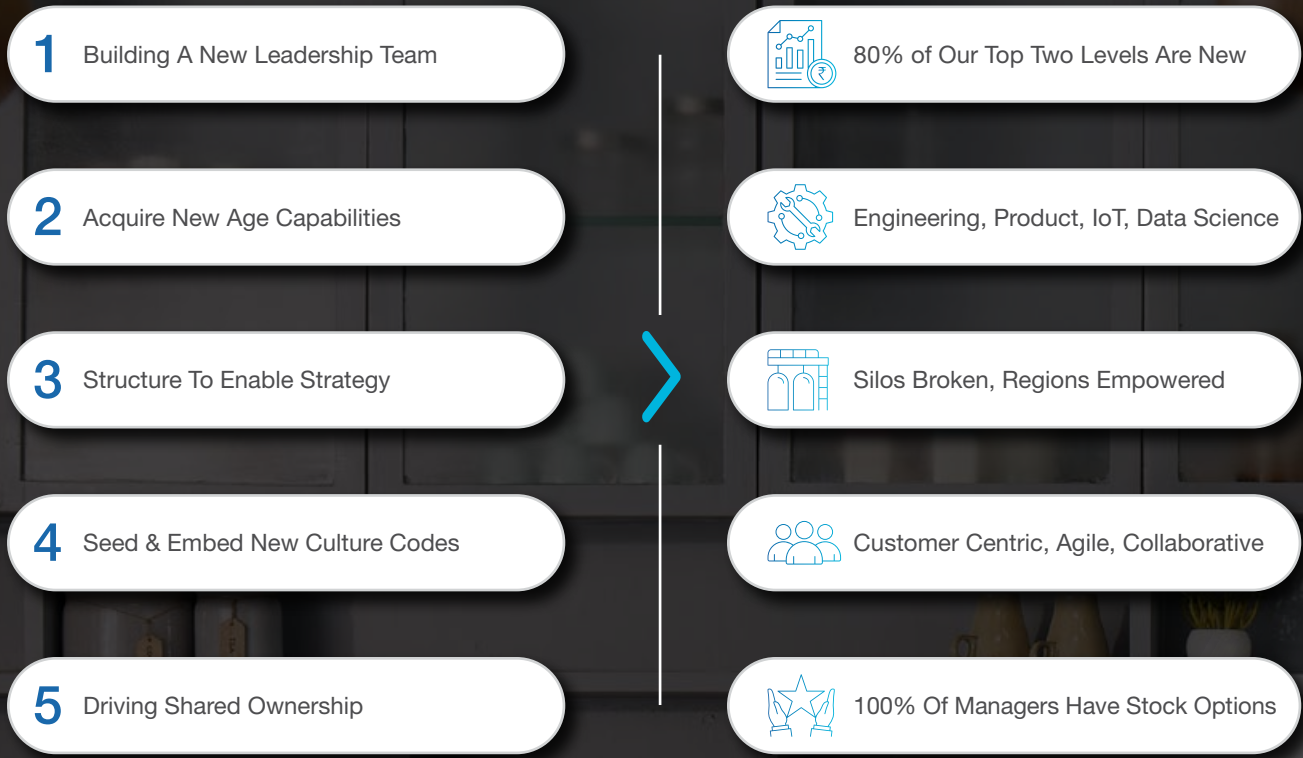 1 Building A New Leadership Team
80% of Our Top Two Levels Are New
2 Acquire New Age Capabilities
Engineering, Product, IoT, Data Science
3 Structure To Enable Strategy
Silos Broken, Regions Empowered
4 Seed & Embed New Culture Codes
Customer Centric, Agile, Collaborative
5 Driving Shared Ownership
100% Of Managers Have Stock Options